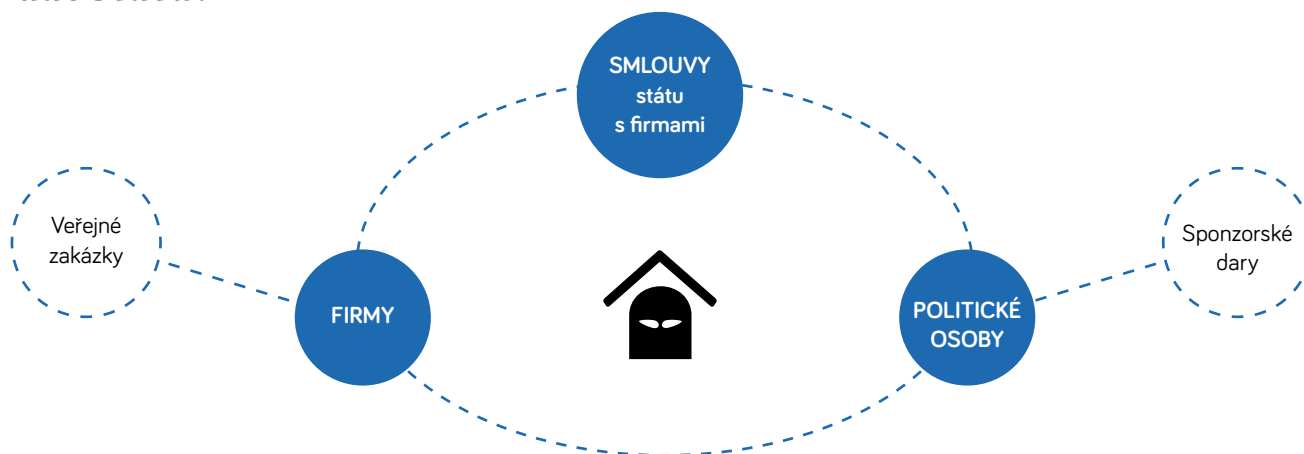 SMLOUVY
státu
s firmami
Veřejné
zakázky
Sponzorské
dary
FIRMY
POLITICKÉ
OSOBY